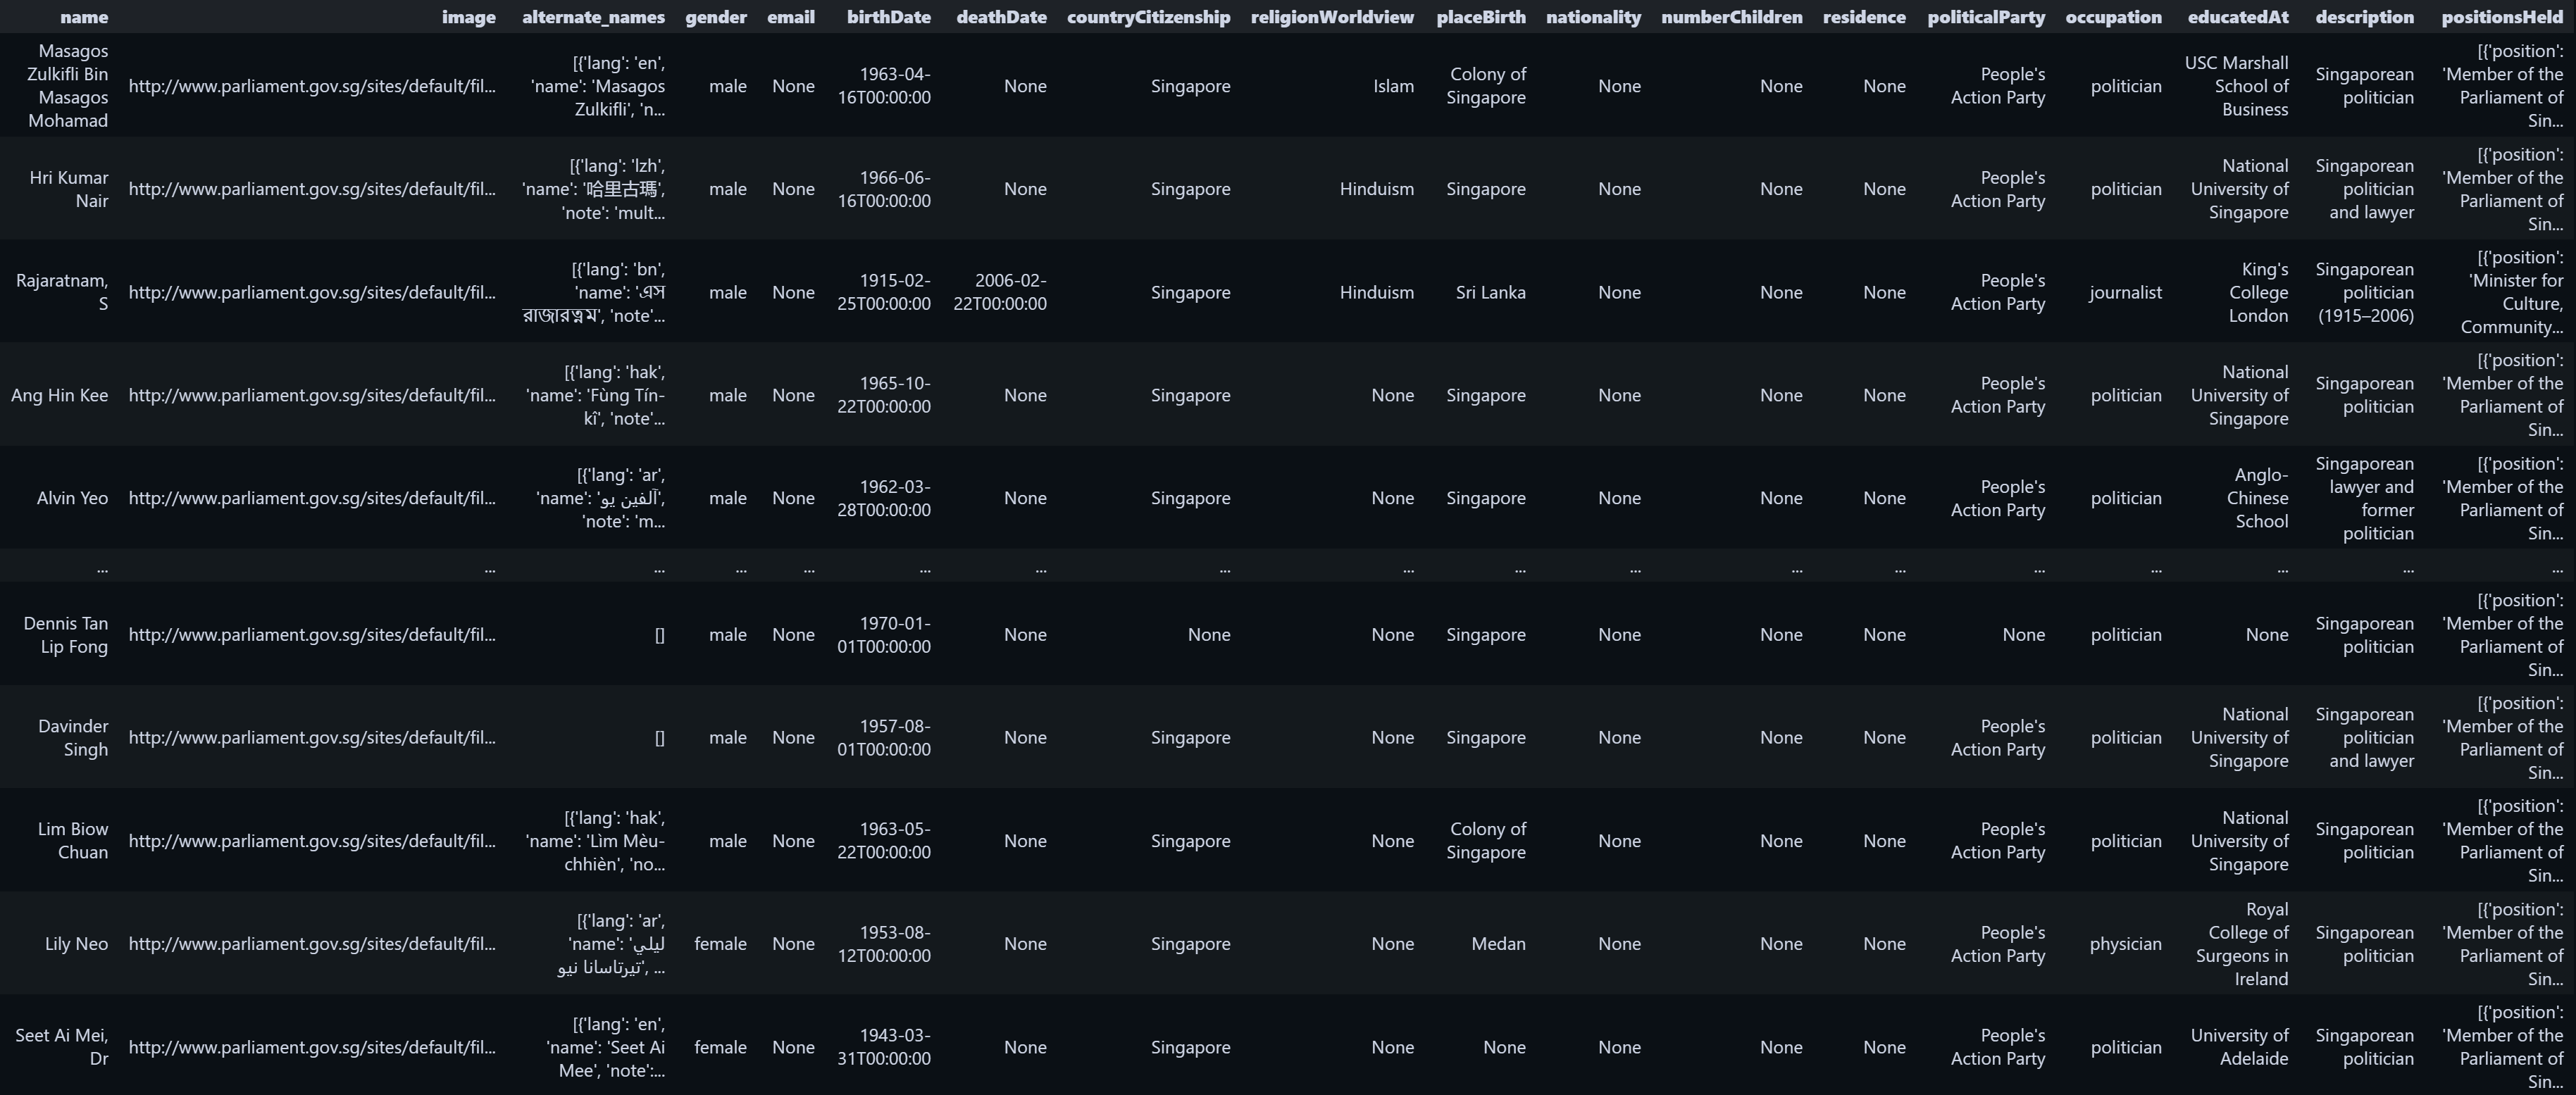 name image alternate_names gender email birthDate deathDate countryCitizenship religionWorldview placeBirth nationality numberChildren residence politicalParty occupation educatedAt description positionsHeld
Masagos Zulkifli Bin Masagos Mohamad http://www.parliament.gov.sg/sites/default/fil... [{'lang': 'en', 'name': 'Masagos Zulkifli', 'n... male None 1963-04-16T00:00:00 None Singapore Islam Colony of Singapore None None None People's Action Party politician USC Marshall School of Business Singaporean politician [{'position': 'Member of the Parliament of Sin...
Hri Kumar Nair http://www.parliament.gov.sg/sites/default/fil... [{'lang': 'lzh', 'name': '哈里古瑪', 'note': 'mult... male None 1966-06-16T00:00:00 None Singapore Hinduism Singapore None None None People's Action Party politician National University of Singapore Singaporean politician and lawyer [{'position': 'Member of the Parliament of Sin...
Rajaratnam, S http://www.parliament.gov.sg/sites/default/fil... [{'lang': 'bn', 'name': 'এস রাজারত্নম', 'note'... male None 1915-02-25T00:00:00 2006-02-22T00:00:00 Singapore Hinduism Sri Lanka None None None People's Action Party journalist King's College London Singaporean politician (1915–2006) [{'position': 'Minister for Culture, Community...
Ang Hin Kee http://www.parliament.gov.sg/sites/default/fil... [{'lang': 'hak', 'name': 'Fùng Tín-kî', 'note'... male None 1965-10-22T00:00:00 None Singapore None Singapore None None None People's Action Party politician National University of Singapore Singaporean politician [{'position': 'Member of the Parliament of Sin...
Alvin Yeo http://www.parliament.gov.sg/sites/default/fil... [{'lang': 'ar', 'name': 'آلفين يو', 'note': 'm... male None 1962-03-28T00:00:00 None Singapore None Singapore None None None People's Action Party politician Anglo-Chinese School Singaporean lawyer and former politician [{'position': 'Member of the Parliament of Sin...
... ... ... ... ... ... ... ... ... ... ... ... ... ... ... ... ... ...
Dennis Tan Lip Fong http://www.parliament.gov.sg/sites/default/fil... [] male None 1970-01-01T00:00:00 None None None Singapore None None None None politician None Singaporean politician [{'position': 'Member of the Parliament of Sin...
Davinder Singh http://www.parliament.gov.sg/sites/default/fil... [] male None 1957-08-01T00:00:00 None Singapore None Singapore None None None People's Action Party politician National University of Singapore Singaporean politician and lawyer [{'position': 'Member of the Parliament of Sin...
Lim Biow Chuan http://www.parliament.gov.sg/sites/default/fil... [{'lang': 'hak', 'name': 'Lìm Mèu-chhièn', 'no... male None 1963-05-22T00:00:00 None Singapore None Colony of Singapore None None None People's Action Party politician National University of Singapore Singaporean politician [{'position': 'Member of the Parliament of Sin...
Lily Neo http://www.parliament.gov.sg/sites/default/fil... [{'lang': 'ar', 'name': 'ليلي تيرتاسانا نيو', ... female None 1953-08-12T00:00:00 None Singapore None Medan None None None People's Action Party physician Royal College of Surgeons in Ireland Singaporean politician [{'position': 'Member of the Parliament of Sin...
Seet Ai Mei, Dr http://www.parliament.gov.sg/sites/default/fil... [{'lang': 'en', 'name': 'Seet Ai Mee', 'note':... female None 1943-03-31T00:00:00 None Singapore None None None None None People's Action Party politician University of Adelaide Singaporean politician [{'position': 'Member of the Parliament of Sin...